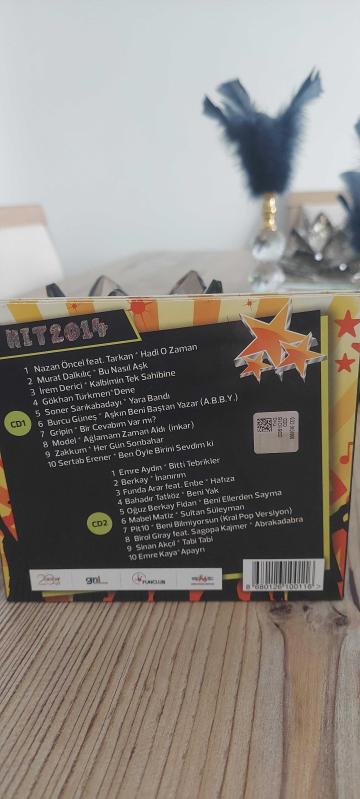 HIT2014
CD1
1 Nazan Öncel feat. Tarkan * Hadi O Zaman
2 Murat Dalkılıç * Bu Nasıl Aşk
3 İrem Derici * Kalbimin Tek Sahibine
4 Gökhan Türkmen* Dene
5 Soner Sarıkabadayı * Yara Bandı
6 Burcu Güneş * Aşkın Beni Baştan Yazar (A.B.B.Y.)
7 Gripin * Bir Cevabım Var mı?
8 Model * Ağlamam Zaman Aldı (inkar)
9 Zakkum * Her Gün Sonbahar
10 Sertab Erener * Ben Öyle Birini Sevdim ki
CD2
1 Emre Aydın * Bitti Tebrikler
2 Berkay * İnanırım
3 Funda Arar feat. Enbe * Hafıza
4 Bahadır Tatlıöz * Beni Yak
5 Oğuz Berkay Fidan * Beni Ellerden Sayma
6 Mabel Matiz * Sultan Süleyman
7 Pit10 * Beni Bilmiyorsun (Kral Pop Versiyon)
8 Birol Giray feat. Sagopa Kajmer * Abrakadabra
9 Sinan Akçıl * Tabi Tabi
10 Emre Kaya* Apayrı
gnl
FUNCLUB
8 680126 100116 >